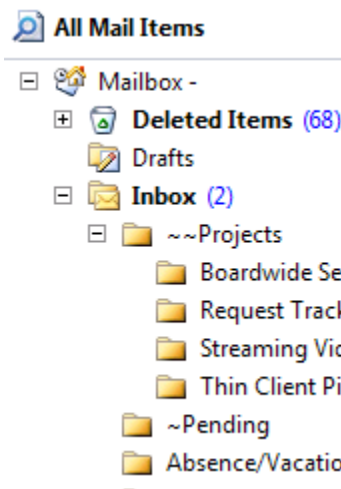 All Mail Items
Mailbox -
Deleted Items (68)
Drafts
Inbox (2)
~~Projects
Boardwide Se
Request Track
Streaming Vid
Thin Client Pi
~Pending
Absence/Vacatio